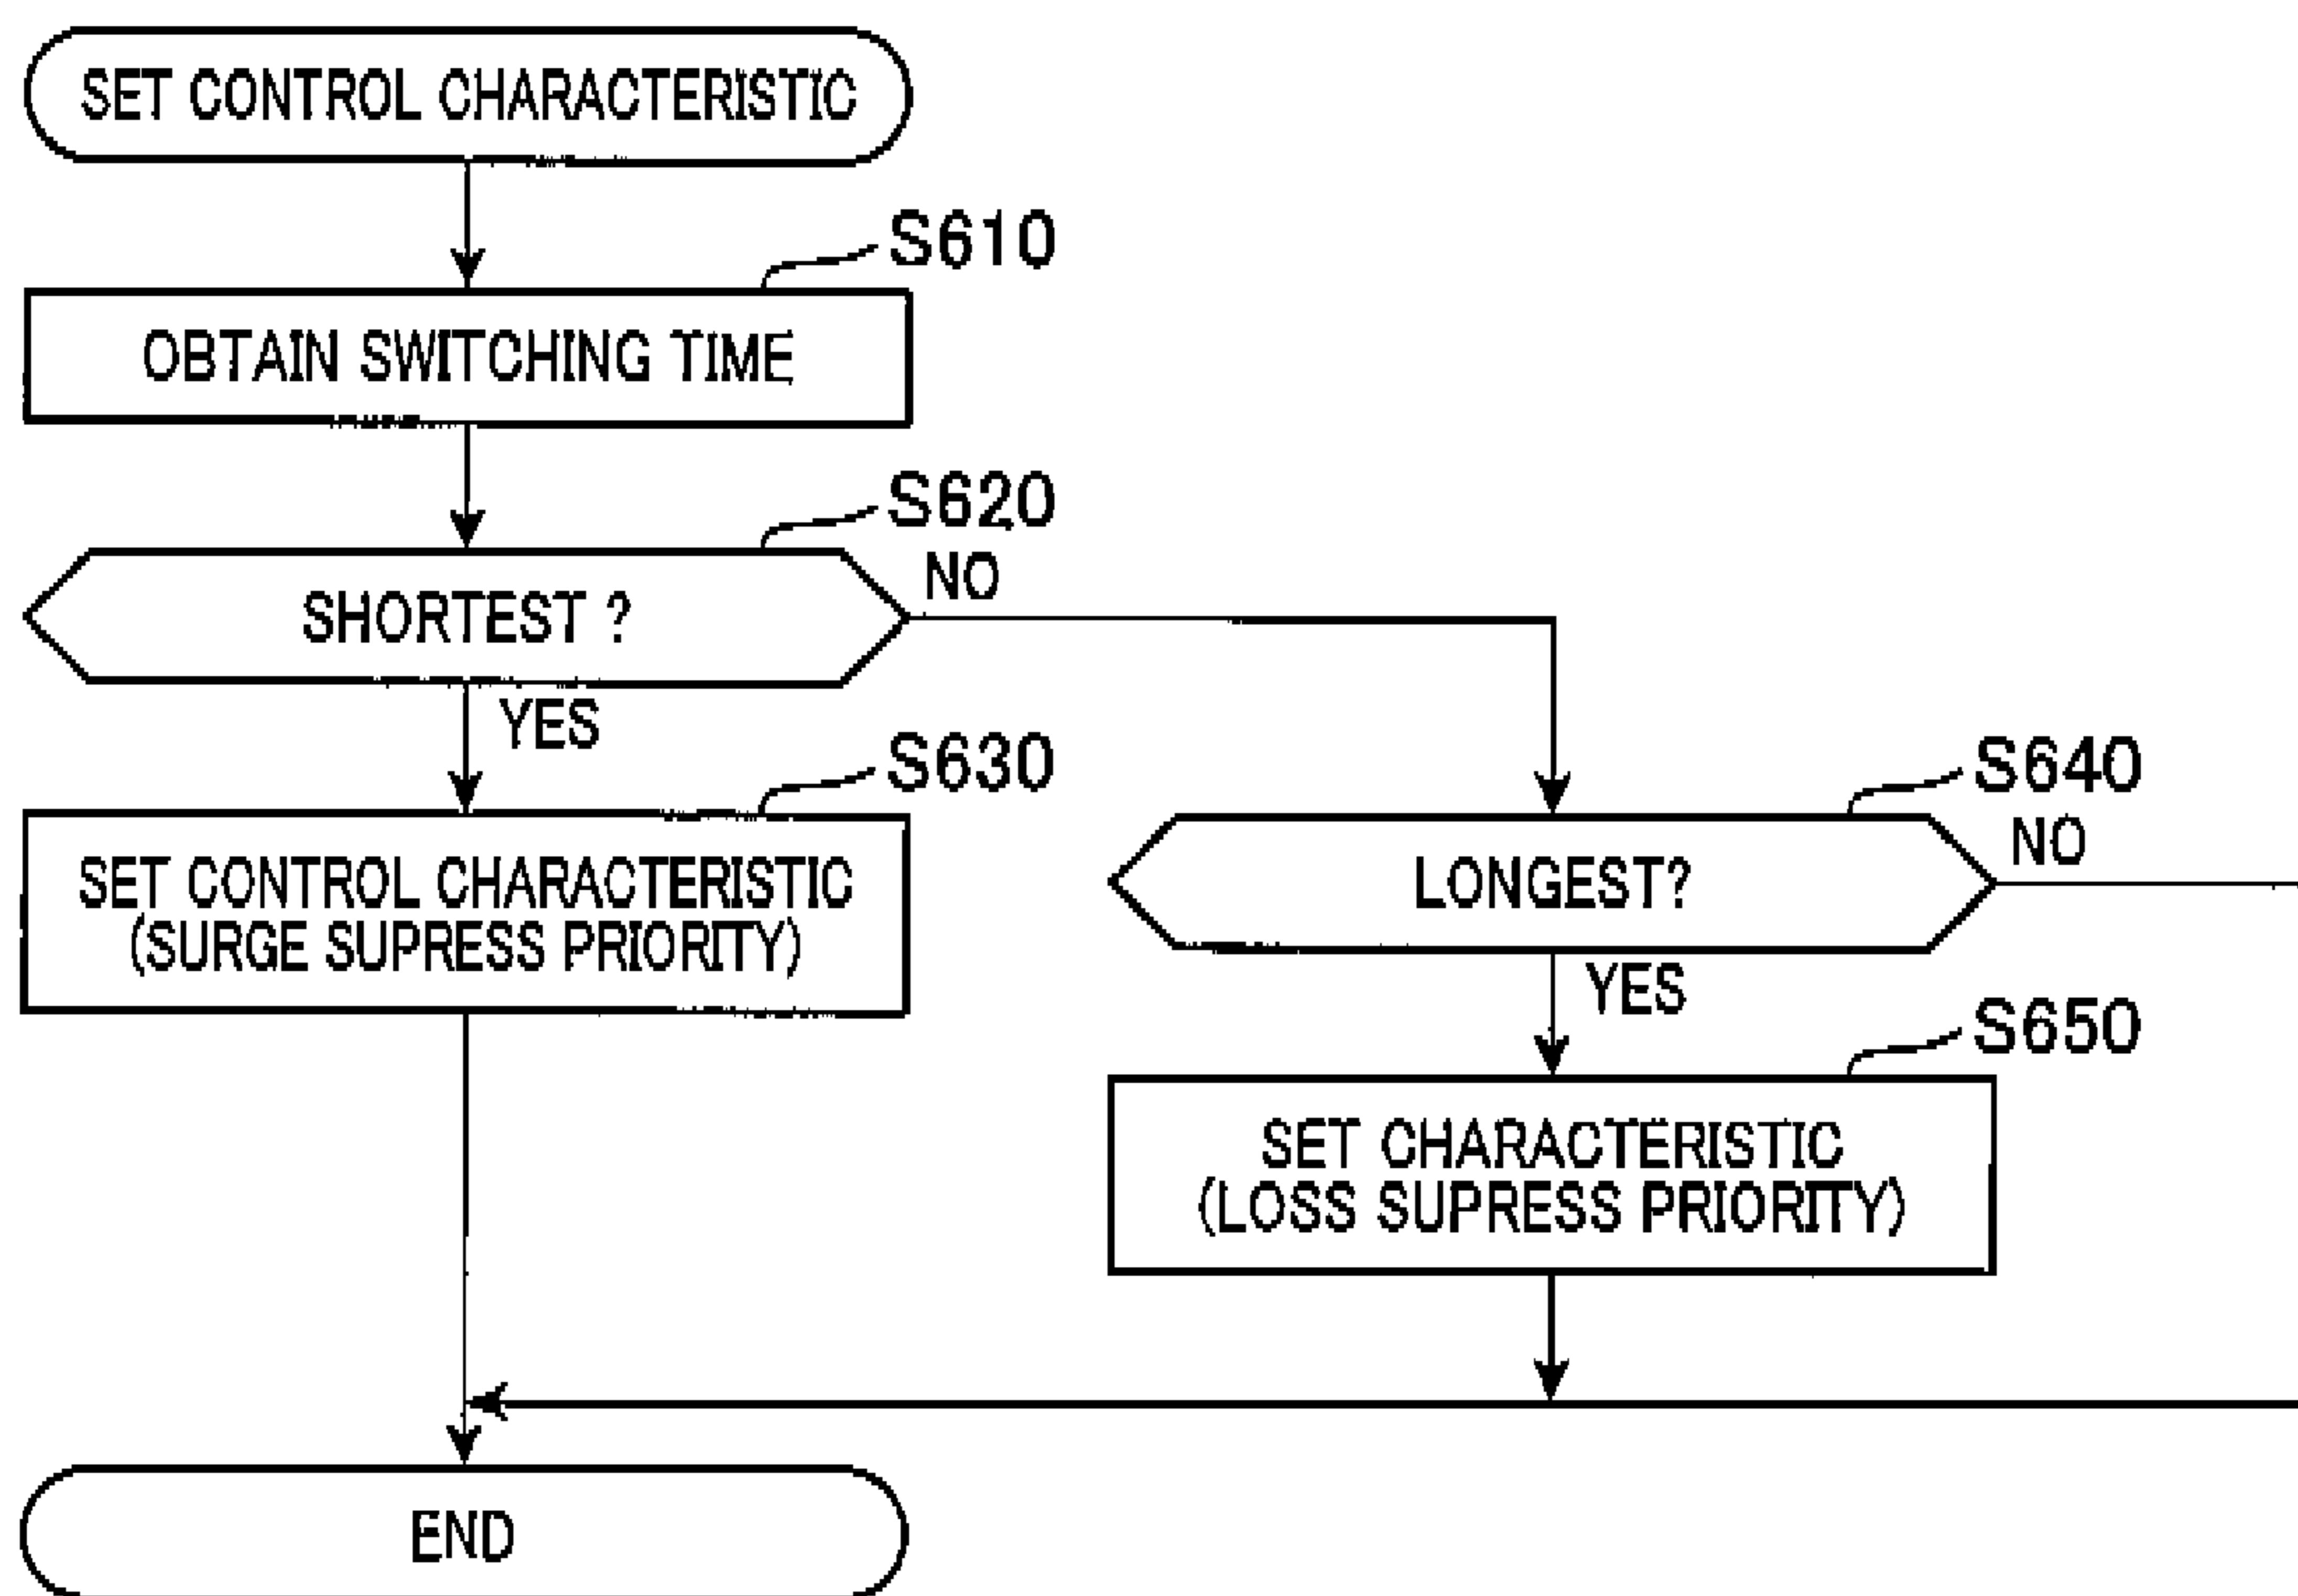 SET CONTROL CHARACTERISTIC
S610
OBTAIN SWITCHING TIME
S620
SHORTEST ?
NO
YES
S630
SET CONTROL CHARACTERISTIC
(SURGE SUPRESS PRIORITY)
S640
LONGEST?
NO
YES
S650
SET CHARACTERISTIC
(LOSS SUPRESS PRIORITY)
END